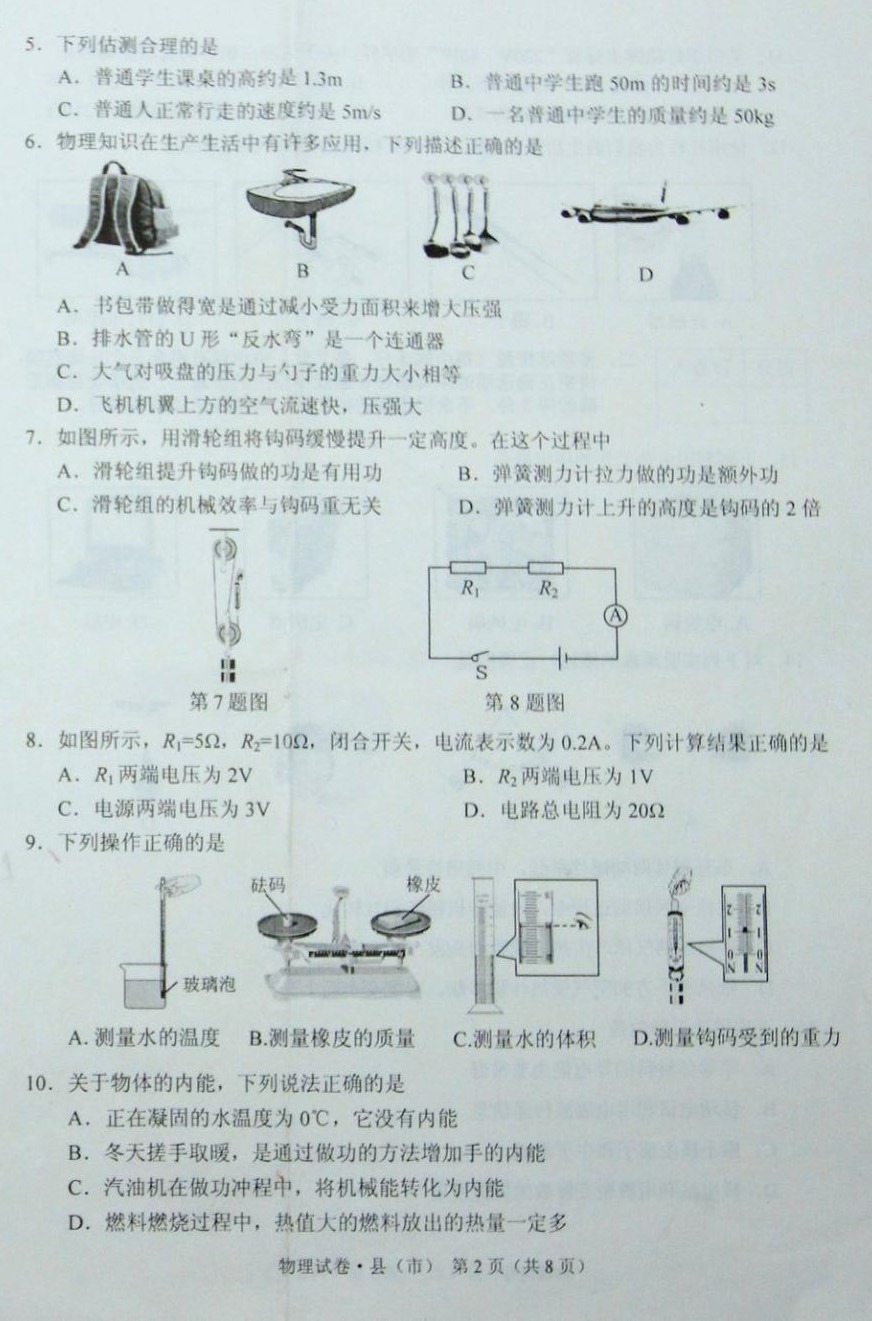 5．下列估测合理的是
A．普通学生课桌的高约是 1.3m B．普通中学生跑 50m 的时间约是 3s
C．普通人正常行走的速度约是 5m/s D．一名普通中学生的质量约是 50kg
6．物理知识在生产生活中有许多应用，下列描述正确的是
A B C D
A．书包带做得宽是通过减小受力面积来增大压强
B．排水管的 U 形“反水弯”是一个连通器
C．大气对吸盘的压力与勺子的重力大小相等
D．飞机机翼上方的空气流速快，压强大
7．如图所示，用滑轮组将钩码缓慢提升一定高度。在这个过程中
A．滑轮组提升钩码做的功是有用功 B．弹簧测力计拉力做的功是额外功
C．滑轮组的机械效率与钩码重无关 D．弹簧测力计上升的高度是钩码的 2 倍
R₁ R₂
A
S
第 7 题图 第 8 题图
8．如图所示，R₁=5Ω，R₂=10Ω，闭合开关，电流表示数为 0.2A。下列计算结果正确的是
A．R₁ 两端电压为 2V B．R₂ 两端电压为 1V
C．电源两端电压为 3V D．电路总电阻为 20Ω
9．下列操作正确的是
砝码 橡皮
玻璃泡
2 2
1 1
0 0
N N
A. 测量水的温度 B.测量橡皮的质量 C.测量水的体积 D.测量钩码受到的重力
10．关于物体的内能，下列说法正确的是
A．正在凝固的水温度为 0℃，它没有内能
B．冬天搓手取暖，是通过做功的方法增加手的内能
C．汽油机在做功冲程中，将机械能转化为内能
D．燃料燃烧过程中，热值大的燃料放出的热量一定多
物理试卷·县（市） 第 2 页（共 8 页）